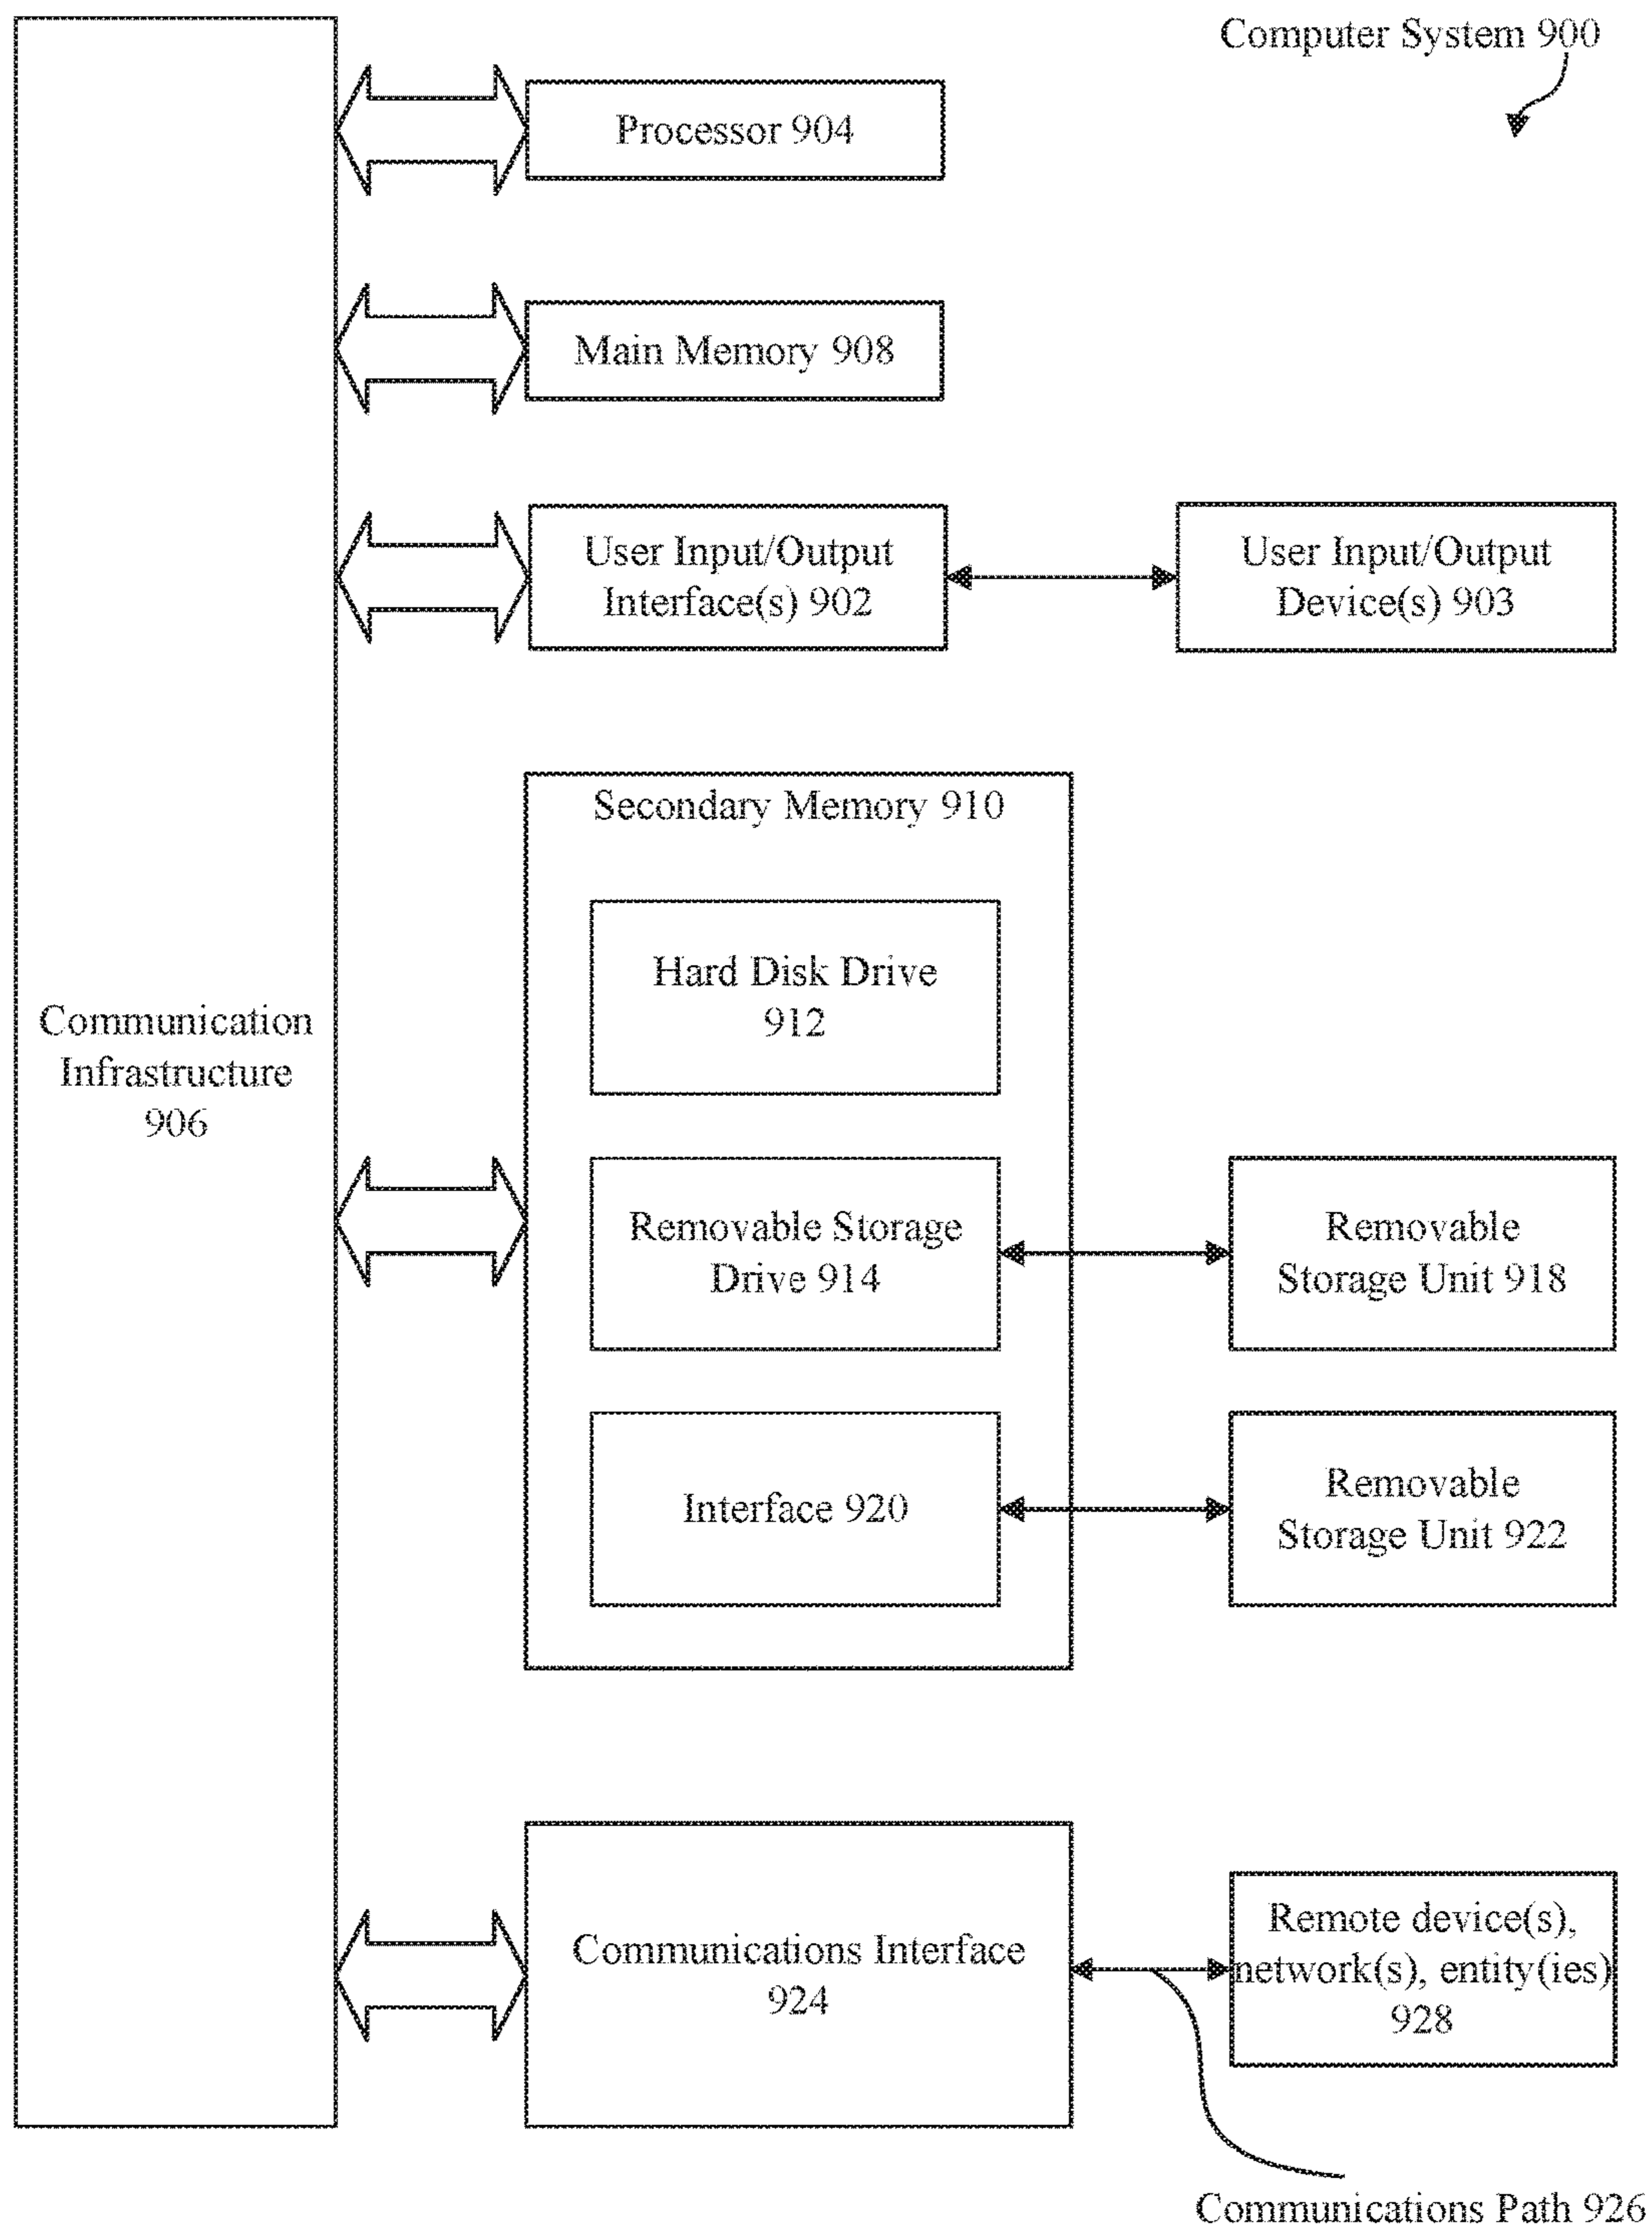 Computer System 900
Processor 904
Main Memory 908
User Input/Output
Interface(s) 902
User Input/Output
Device(s) 903
Secondary Memory 910
Hard Disk Drive
912
Communication
Infrastructure
906
Removable Storage
Drive 914
Removable
Storage Unit 918
Interface 920
Removable
Storage Unit 922
Communications Interface
924
Remote device(s),
network(s), entity(ies)
928
Communications Path 926